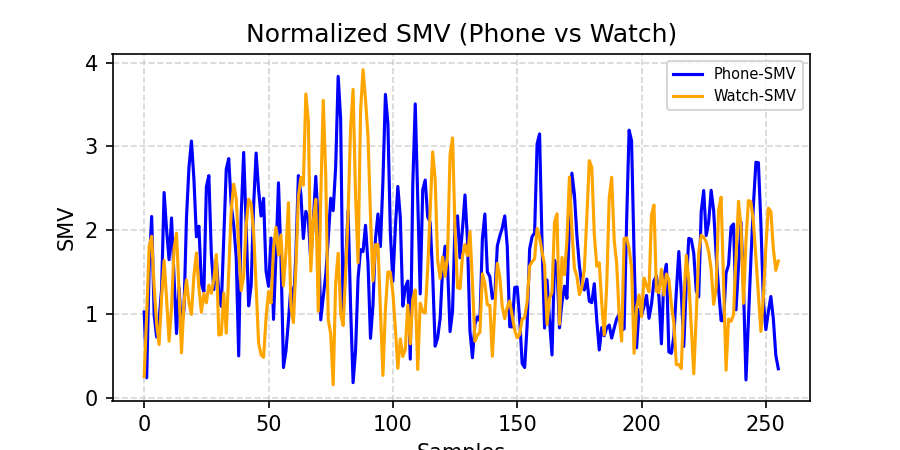 Normalized SMV (Phone vs Watch)
Phone-SMV
Watch-SMV
SMV
4
3
2
1
0
0 50 100 150 200 250
Samples